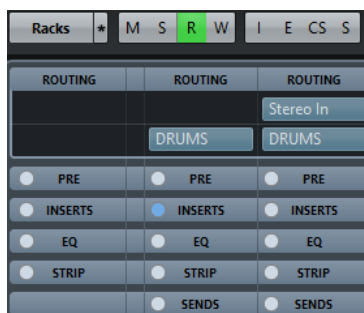 Racks * M S R W I E CS S
ROUTING ROUTING ROUTING
Stereo In
DRUMS DRUMS
PRE PRE PRE
INSERTS INSERTS INSERTS
EQ EQ EQ
STRIP STRIP STRIP
SENDS SENDS